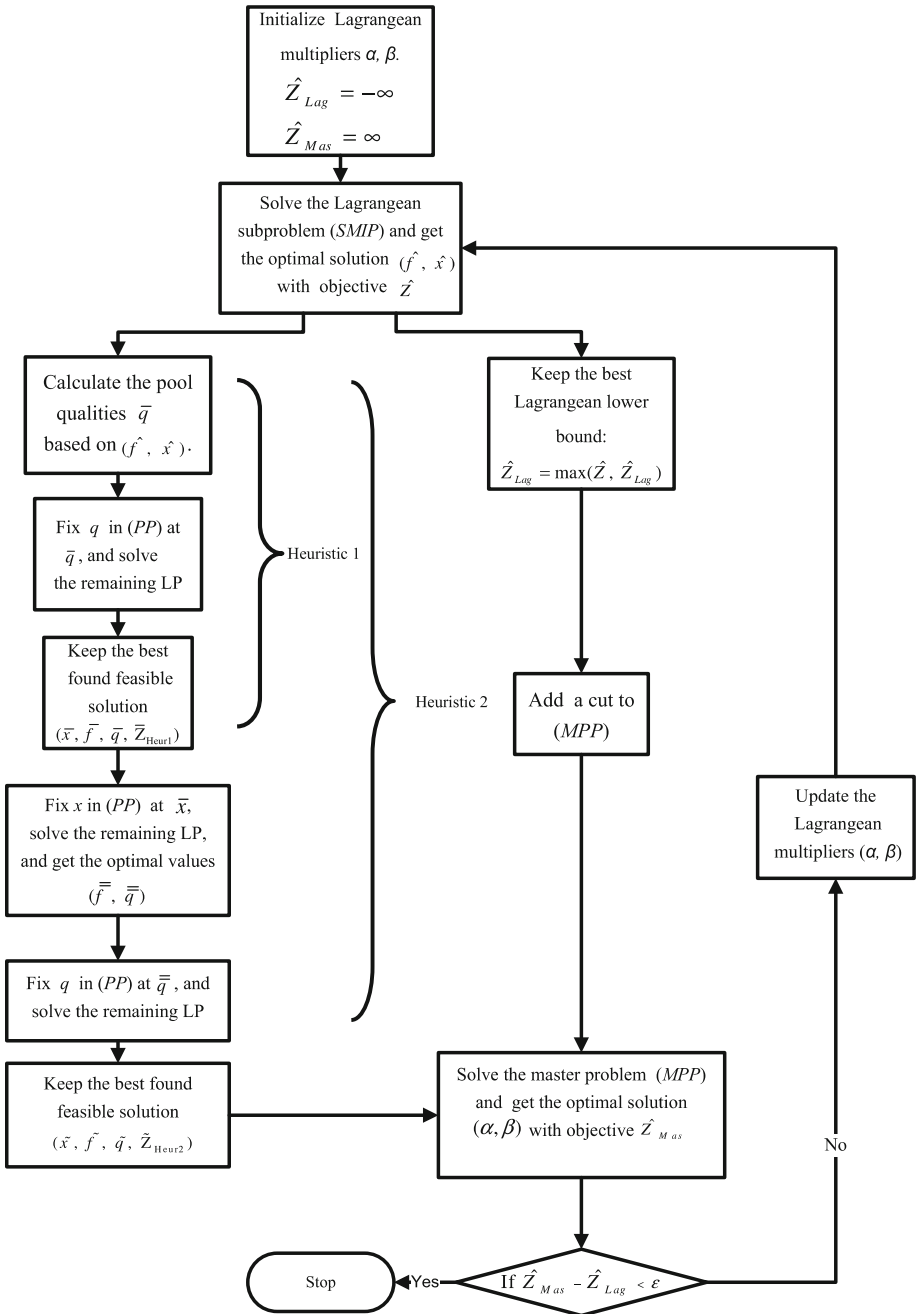 Initialize Lagrangean
multipliers α, β.
Ẑ_Lag = −∞
Ẑ_Mas = ∞
Solve the Lagrangean
subproblem (SMIP) and get
the optimal solution (f̂, x̂)
with objective Ẑ
Calculate the pool
qualities q̄
based on (f̂, x̂).
Fix q in (PP) at
q̄, and solve
the remaining LP
Keep the best
found feasible
solution
(x̄, f̄, q̄, Z̄_Heur1)
Fix x in (PP) at x̄,
solve the remaining LP,
and get the optimal values
(f̿, q̿)
Fix q in (PP) at q̿, and
solve the remaining LP
Keep the best found
feasible solution
(x̃, f̃, q̃, Z̃_Heur2)
Heuristic 1
Heuristic 2
Keep the best
Lagrangean lower
bound:
Ẑ_Lag = max(Ẑ, Ẑ_Lag)
Add a cut to
(MPP)
Solve the master problem (MPP)
and get the optimal solution
(α, β) with objective Ẑ_Mas
If Ẑ_Mas − Ẑ_Lag < ε
Yes
Stop
No
Update the
Lagrangean
multipliers (α, β)